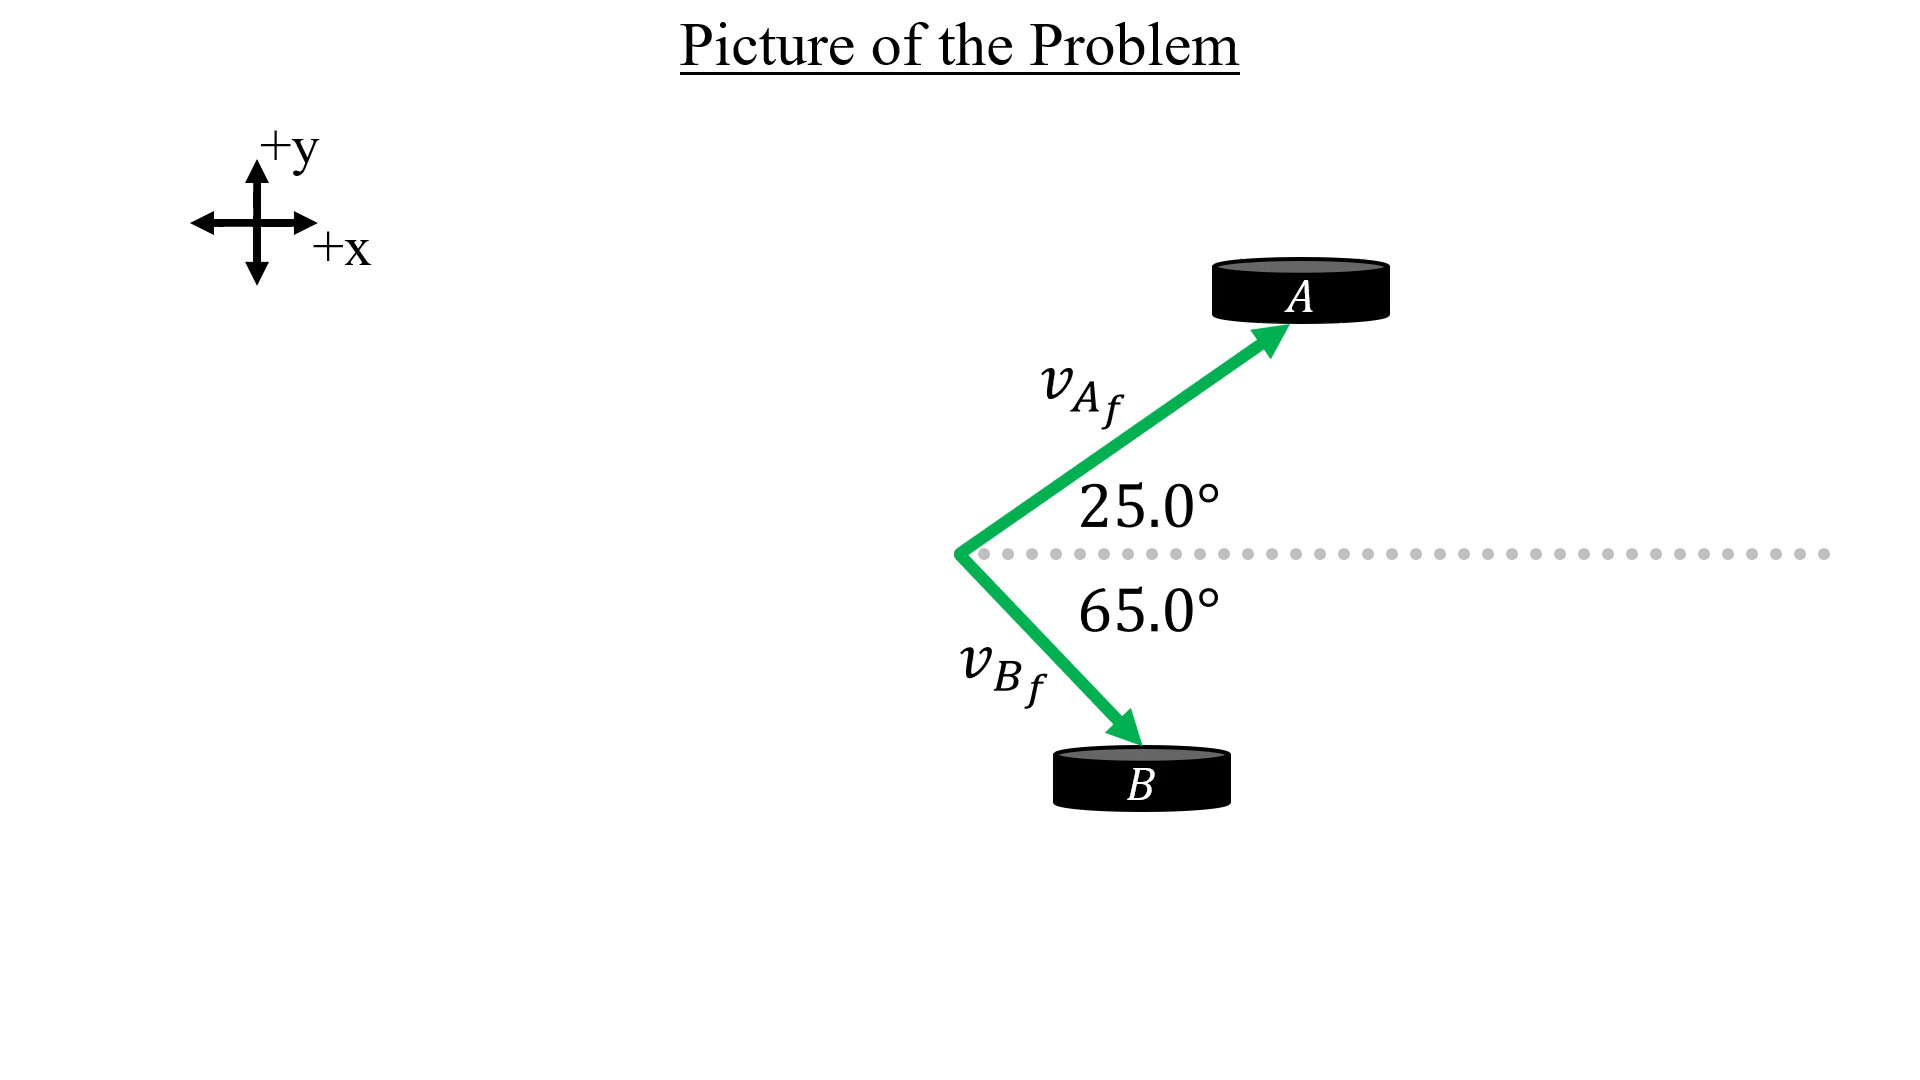 Picture of the Problem
+y
+x
A
v_{A_f}
25.0°
65.0°
v_{B_f}
B